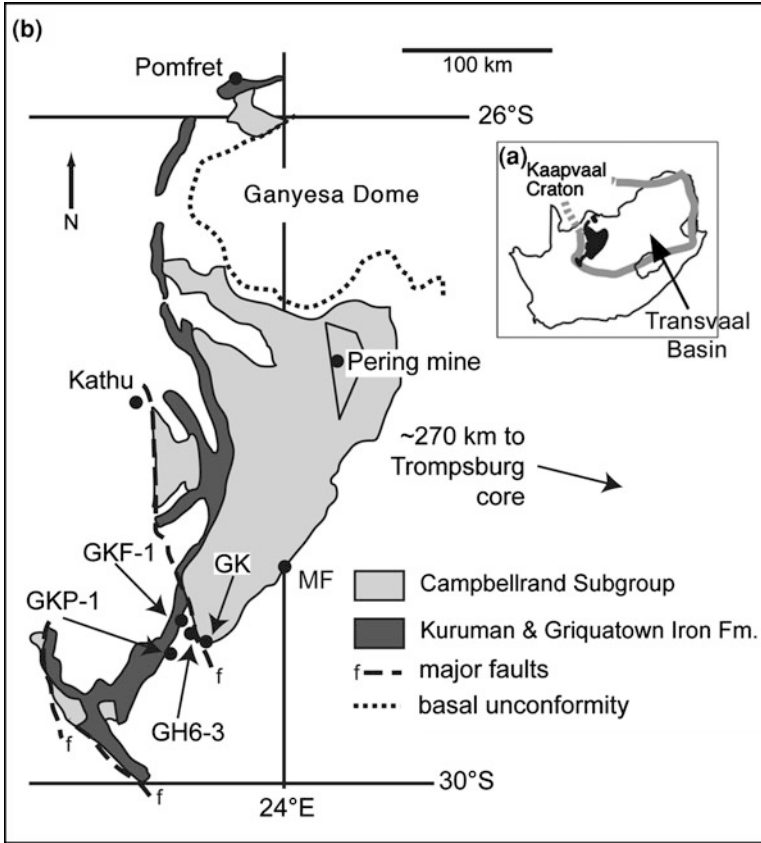 (b)
Pomfret
100 km
26°S
(a)
Kaapvaal
Craton
Transvaal
Basin
N
Ganyesa Dome
Pering mine
Kathu
~270 km to
Trompsburg
core
GKF-1
GK
MF
GKP-1
Campbellrand Subgroup
Kuruman & Griquatown Iron Fm.
f major faults
basal unconformity
f
GH6-3
f
f
30°S
24°E